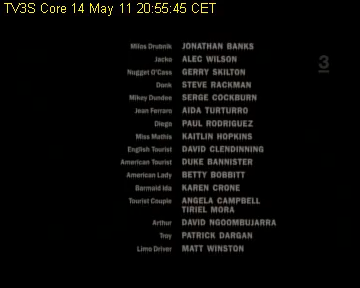 TV3S Core 14 May 11 20:55:45 CET
3
Milos Drubnik JONATHAN BANKS
Jacko ALEC WILSON
Nugget O'Cass GERRY SKILTON
Donk STEVE RACKMAN
Mikey Dundee SERGE COCKBURN
Jean Ferraro AIDA TURTURRO
Diego PAUL RODRIGUEZ
Miss Mathis KAITLIN HOPKINS
English Tourist DAVID CLENDINNING
American Tourist DUKE BANNISTER
American Lady BETTY BOBBITT
Barmaid Ida KAREN CRONE
Tourist Couple ANGELA CAMPBELL
TIRIEL MORA
Arthur DAVID NGOOMBUJARRA
Troy PATRICK DARGAN
Limo Driver MATT WINSTON